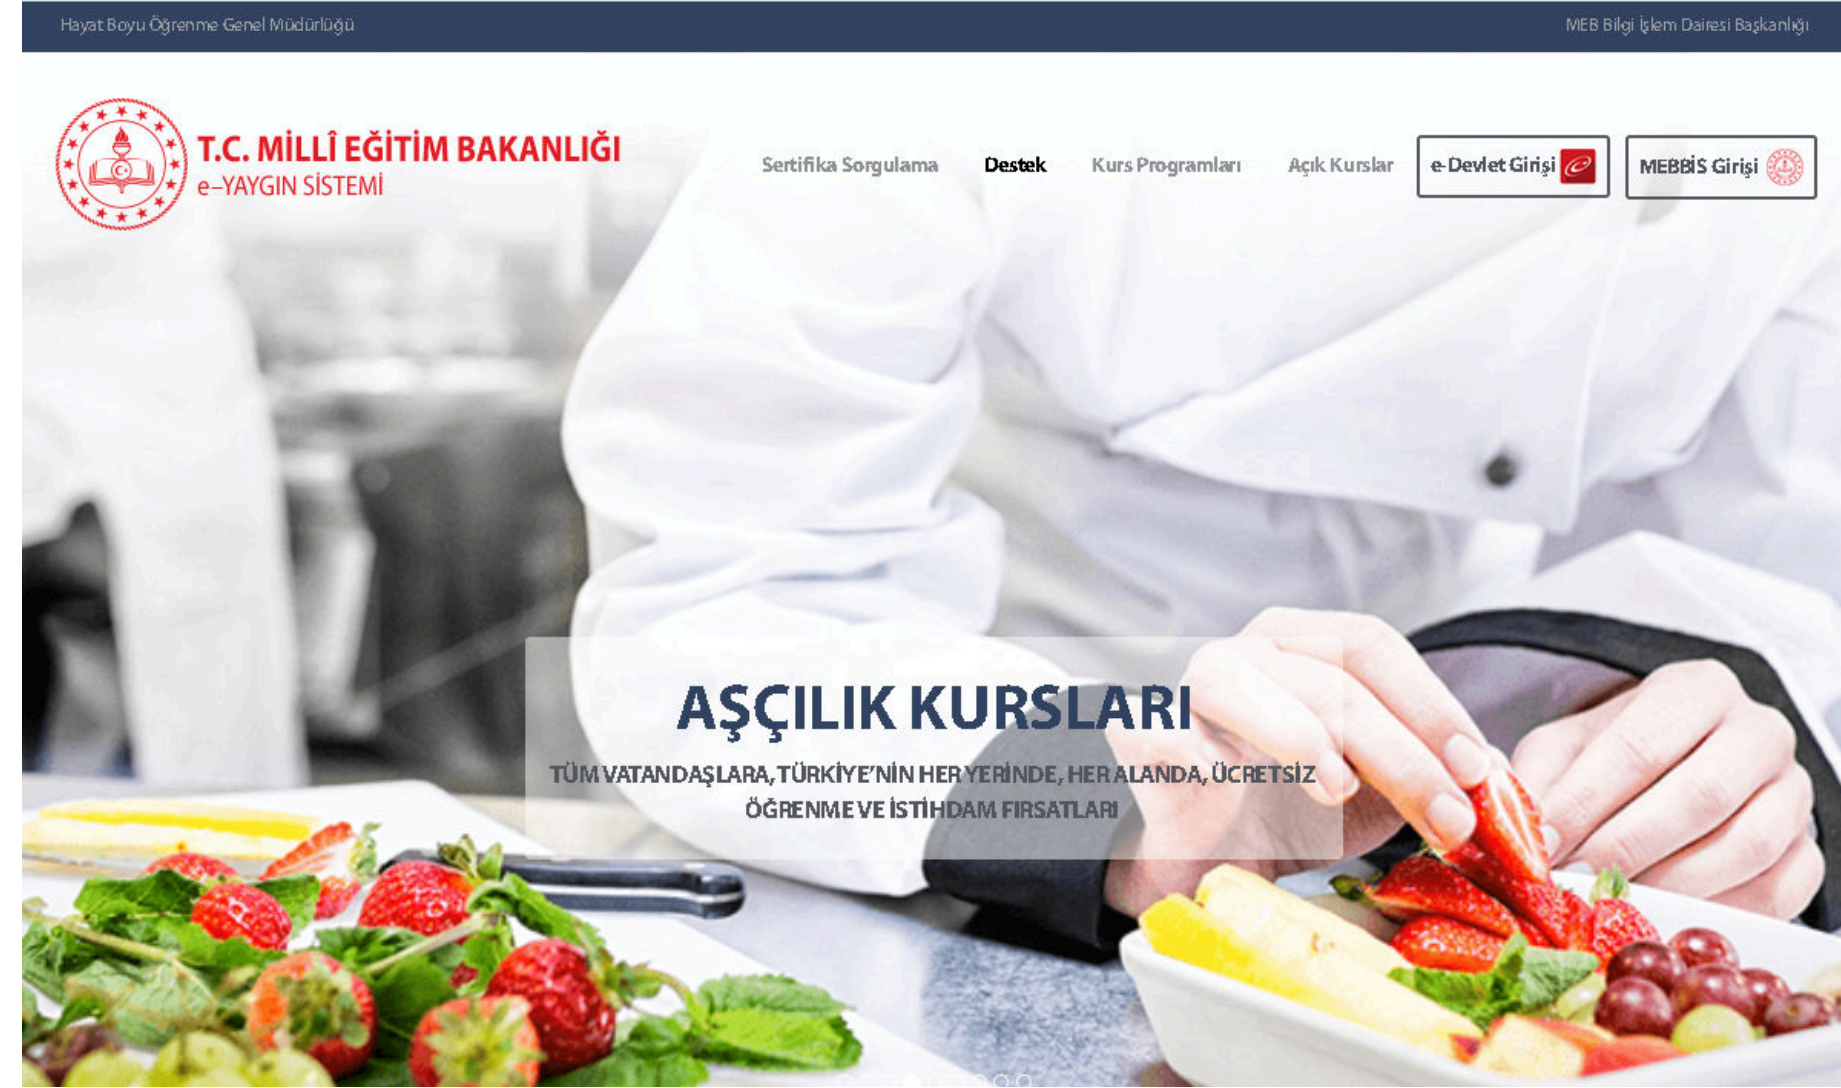 Hayat Boyu Öğrenme Genel Müdürlüğü
MEB Bilgi İşlem Dairesi Başkanlığı
T.C. MİLLÎ EĞİTİM BAKANLIĞI
e-YAYGIN SİSTEMİ
Sertifika Sorgulama
Destek
Kurs Programları
Açık Kurslar
e-Devlet Girişi
MEBBİS Girişi
AŞÇILIK KURSLARI
TÜM VATANDAŞLARA, TÜRKİYE'NİN HER YERİNDE, HER ALANDA, ÜCRETSİZ
ÖĞRENME VE İSTİHDAM FIRSATLARI